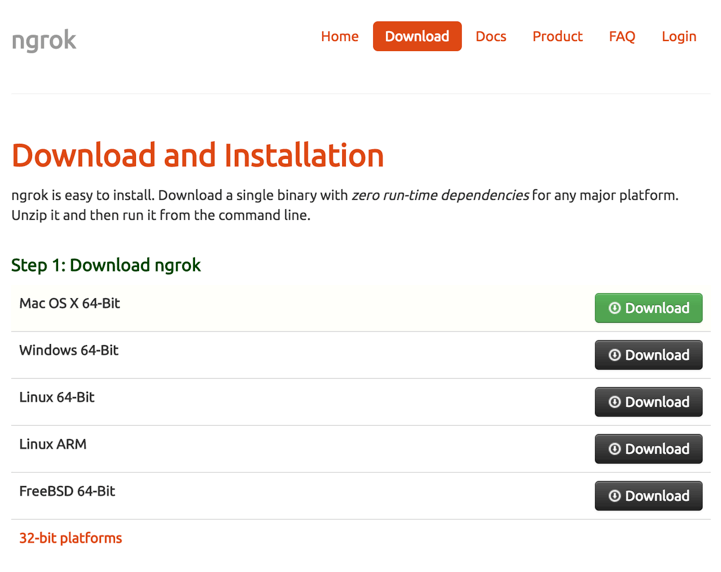 ngrok
Home Download Docs Product FAQ Login
Download and Installation
ngrok is easy to install. Download a single binary with zero run-time dependencies for any major platform.
Unzip it and then run it from the command line.
Step 1: Download ngrok
Mac OS X 64-Bit Download
Windows 64-Bit Download
Linux 64-Bit Download
Linux ARM Download
FreeBSD 64-Bit Download
32-bit platforms